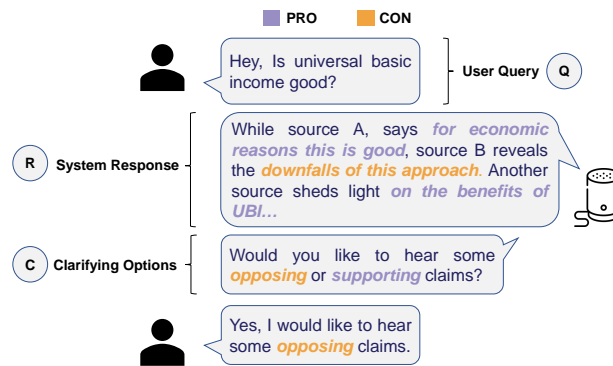 PRO CON
Hey, Is universal basic
income good?
User Query Q
R System Response
While source A, says for economic
reasons this is good, source B reveals
the downfalls of this approach. Another
source sheds light on the benefits of
UBI...
C Clarifying Options
Would you like to hear some
opposing or supporting claims?
Yes, I would like to hear
some opposing claims.